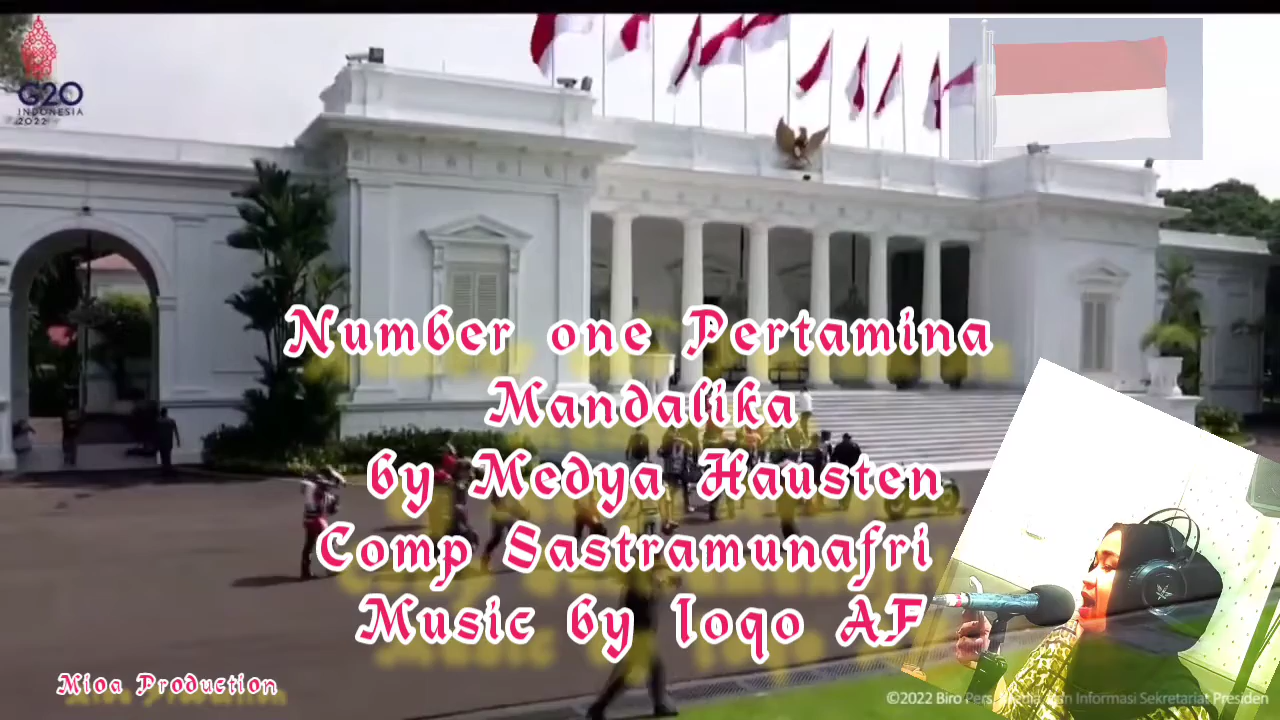 G20
INDONESIA
2022
Number one Pertamina
Mandalika
by Medya Hausten
Comp Sastramunafri
Music by Ioqo AF
Mioa Production
©2022 Biro Pers Media dan Informasi Sekretariat Presiden